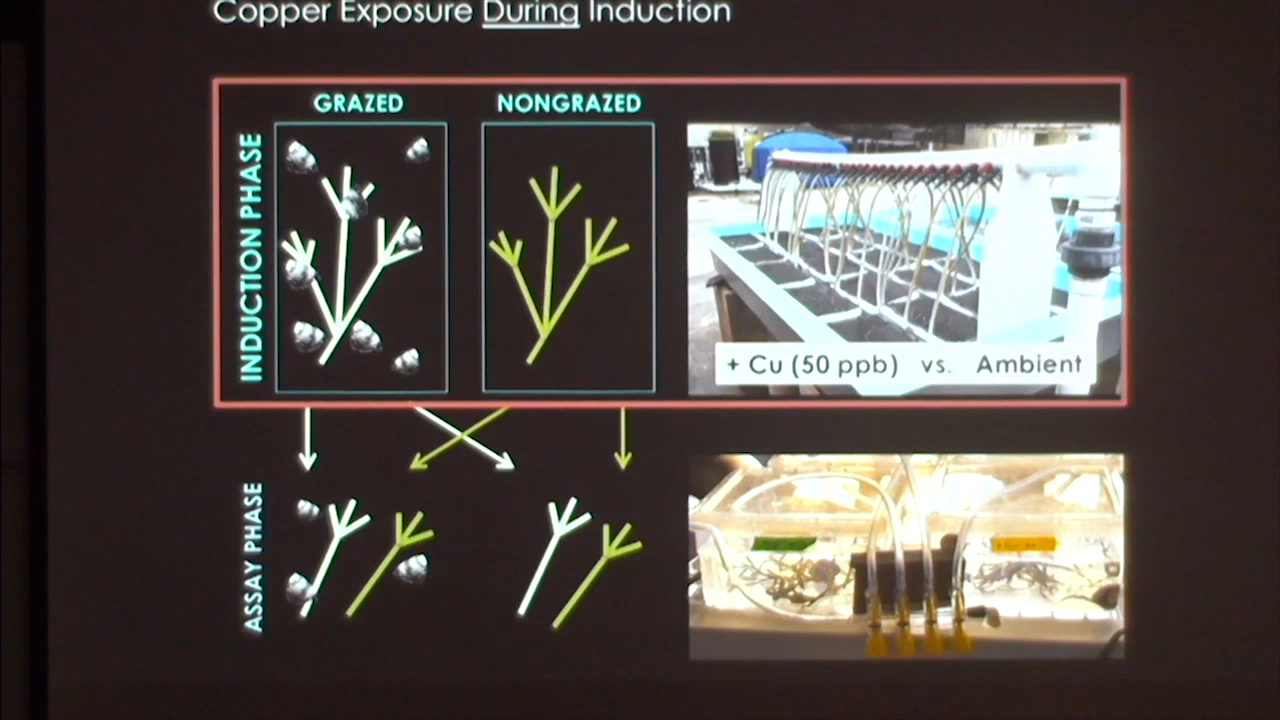 Copper Exposure During Induction
GRAZED
NONGRAZED
INDUCTION PHASE
+ Cu (50 ppb) vs. Ambient
ASSAY PHASE